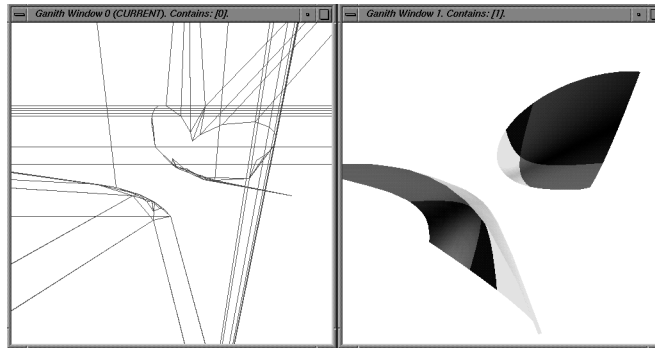 Ganith Window 0 (CURRENT). Contains: [0].
Ganith Window 1. Contains: [1].